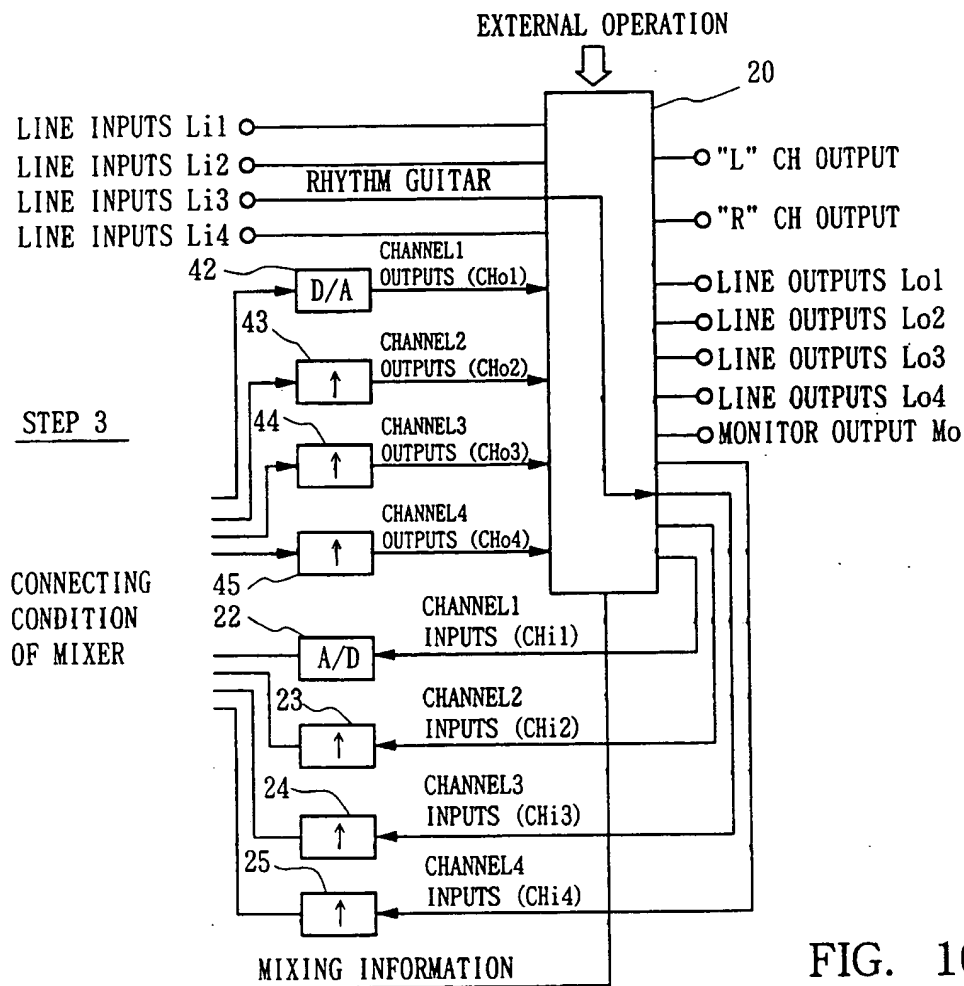 EXTERNAL OPERATION
20
LINE INPUTS Li1
LINE INPUTS Li2
RHYTHM GUITAR
LINE INPUTS Li3
LINE INPUTS Li4
"L" CH OUTPUT
"R" CH OUTPUT
LINE OUTPUTS Lo1
LINE OUTPUTS Lo2
LINE OUTPUTS Lo3
LINE OUTPUTS Lo4
MONITOR OUTPUT Mo
42
D/A
CHANNEL1
OUTPUTS (CHo1)
43
↑
CHANNEL2
OUTPUTS (CHo2)
STEP 3
44
↑
CHANNEL3
OUTPUTS (CHo3)
45
↑
CHANNEL4
OUTPUTS (CHo4)
CONNECTING
CONDITION
OF MIXER
22
A/D
CHANNEL1
INPUTS (CHi1)
23
↑
CHANNEL2
INPUTS (CHi2)
24
↑
CHANNEL3
INPUTS (CHi3)
25
↑
CHANNEL4
INPUTS (CHi4)
MIXING INFORMATION
FIG. 10